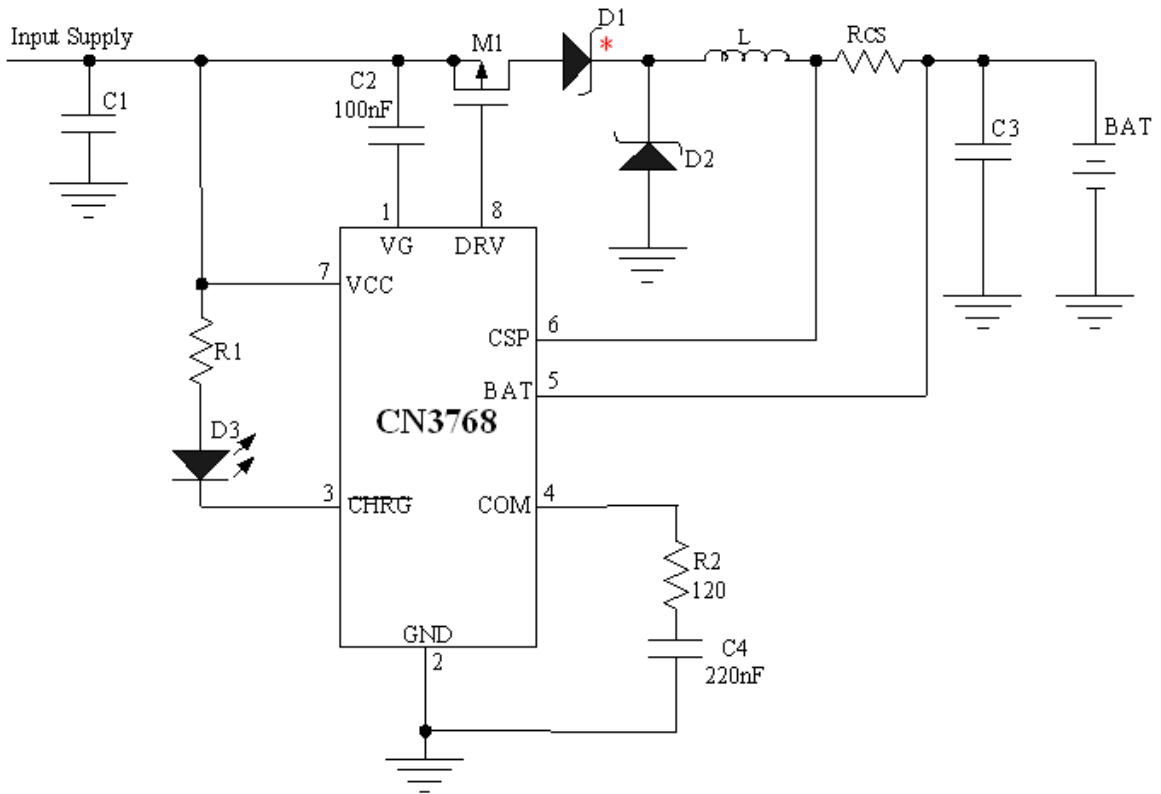 Input Supply
C1
C2
100nF
M1
D1
*
L
RCS
D2
C3
BAT
1
8
VG
DRV
7
VCC
CSP
6
BAT
5
R1
CN3768
D3
3
CHRG
COM
4
R2
120
GND
2
C4
220nF